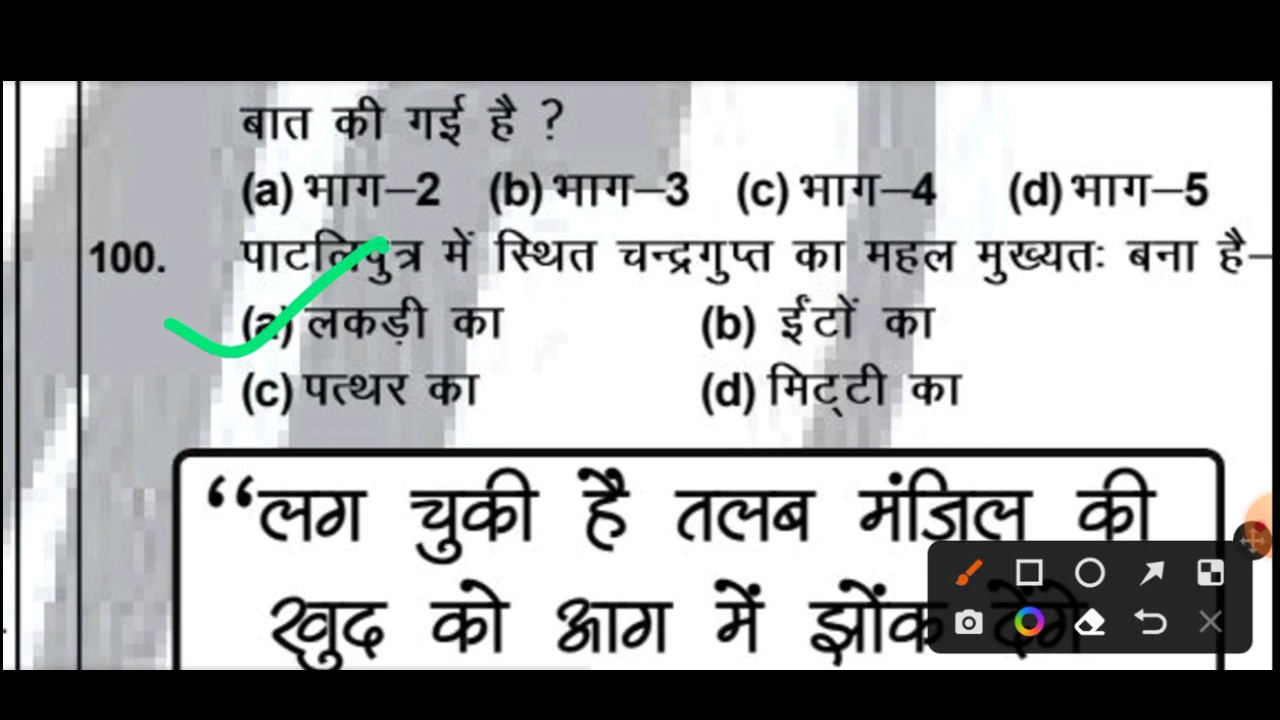 बात की गई है ?
(a) भाग–2 (b) भाग–3 (c) भाग–4 (d) भाग–5
100. पाटलिपुत्र में स्थित चन्द्रगुप्त का महल मुख्यतः बना है–
(a) लकड़ी का (b) ईंटों का
(c) पत्थर का (d) मिट्टी का
“लग चुकी है तलब मंजिल की
खुद को आग में झोंक देंगे